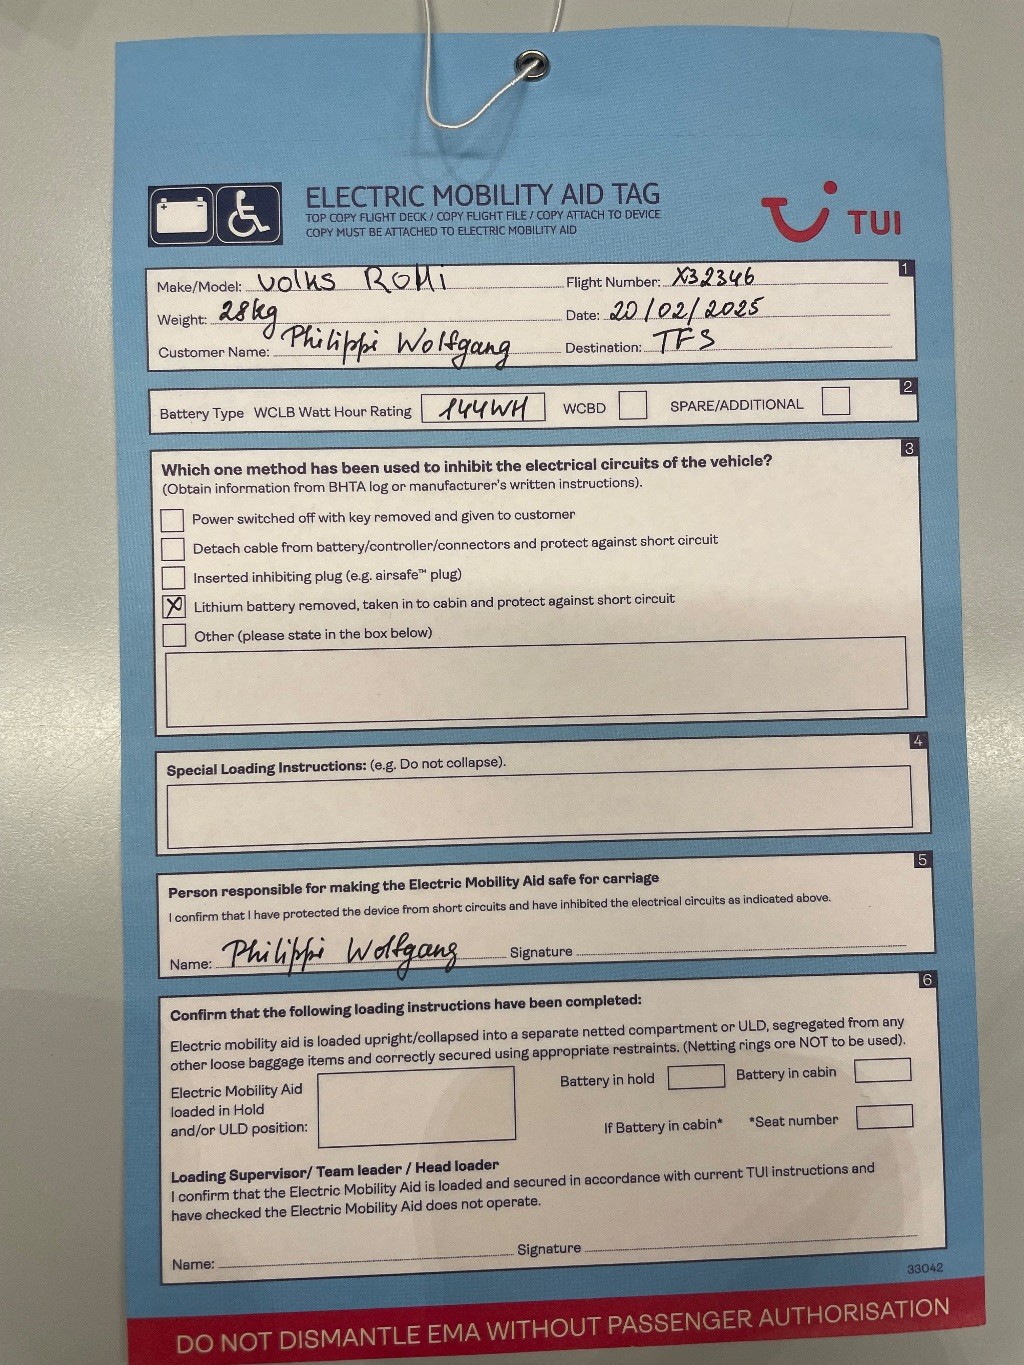 ELECTRIC MOBILITY AID TAG
TOP COPY FLIGHT DECK / COPY FLIGHT FILE / COPY ATTACH TO DEVICE
COPY MUST BE ATTACHED TO ELECTRIC MOBILITY AID
TUI
1
Make/Model: Volks ROlli
Flight Number: X32346
Weight: 28kg
Date: 20/02/2025
Customer Name: Philippi Wolfgang
Destination: TFS
2
Battery Type WCLB Watt Hour Rating 144WH WCBD SPARE/ADDITIONAL
3
Which one method has been used to inhibit the electrical circuits of the vehicle?
(Obtain information from BHTA log or manufacturer's written instructions).
Power switched off with key removed and given to customer
Detach cable from battery/controller/connectors and protect against short circuit
Inserted inhibiting plug (e.g. airsafe™ plug)
X Lithium battery removed, taken in to cabin and protect against short circuit
Other (please state in the box below)
4
Special Loading Instructions: (e.g. Do not collapse).
5
Person responsible for making the Electric Mobility Aid safe for carriage
I confirm that I have protected the device from short circuits and have inhibited the electrical circuits as indicated above.
Name: Philippi Wolfgang Signature
6
Confirm that the following loading instructions have been completed:
Electric mobility aid is loaded upright/collapsed into a separate netted compartment or ULD, segregated from any
other loose baggage items and correctly secured using appropriate restraints. (Netting rings are NOT to be used).
Electric Mobility Aid
loaded in Hold
and/or ULD position:
Battery in hold
Battery in cabin
If Battery in cabin*
*Seat number
Loading Supervisor/ Team leader / Head loader
I confirm that the Electric Mobility Aid is loaded and secured in accordance with current TUI instructions and
have checked the Electric Mobility Aid does not operate.
Name: Signature
33042
DO NOT DISMANTLE EMA WITHOUT PASSENGER AUTHORISATION